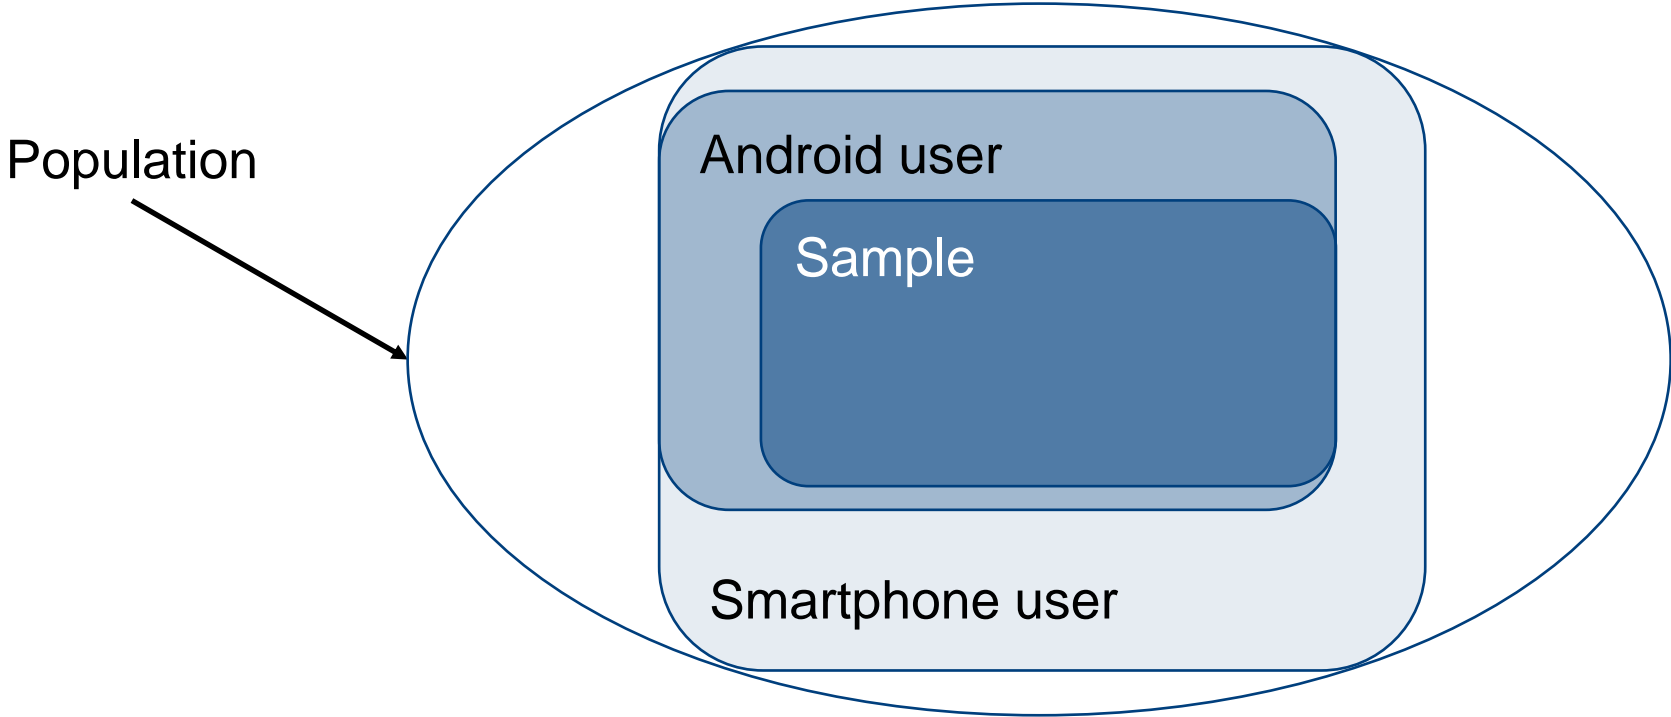 Population
Android user
Sample
Smartphone user